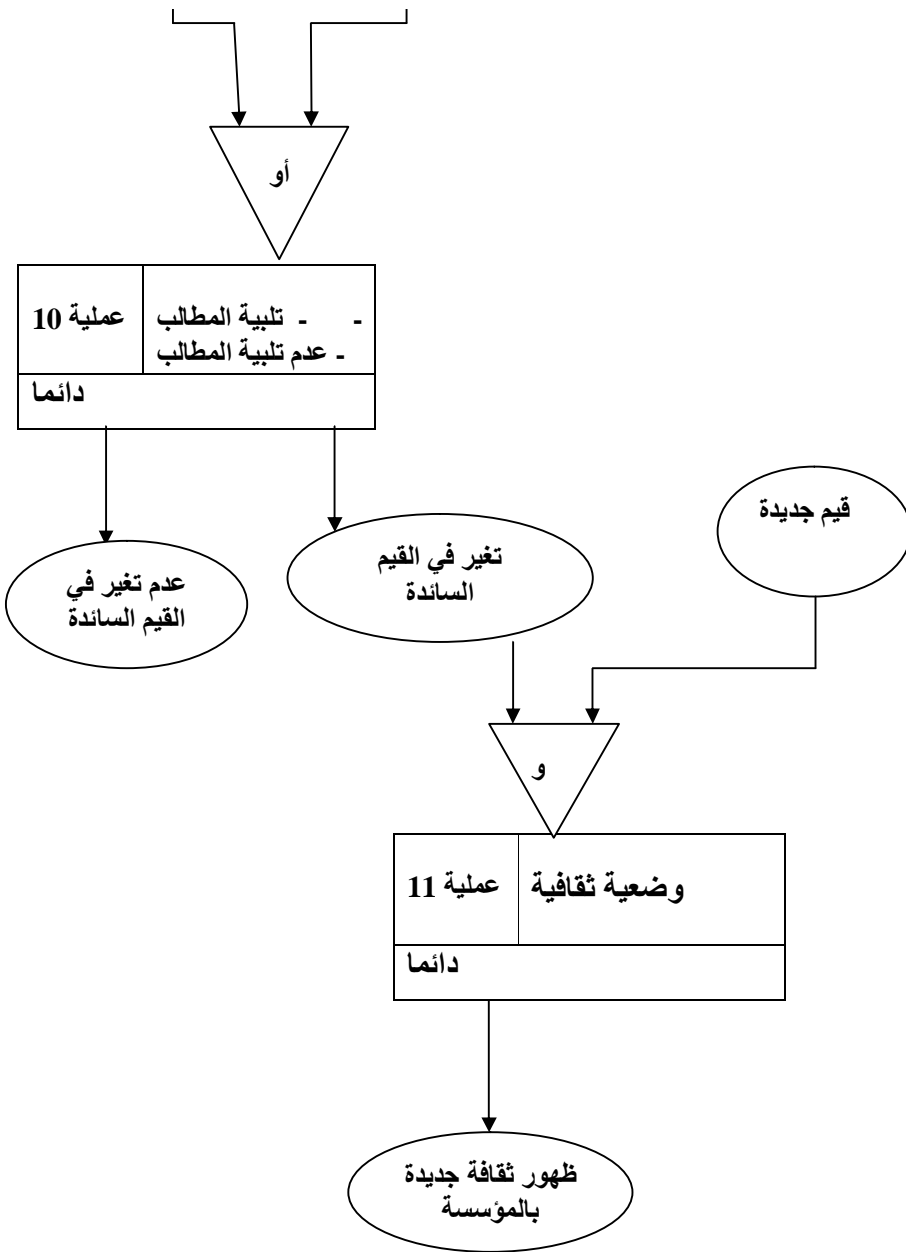 أو
عملية 10
- - تلبية المطالب
- عدم تلبية المطالب
دائما
قيم جديدة
تغير في القيم
السائدة
عدم تغير في
القيم السائدة
و
عملية 11
وضعية ثقافية
دائما
ظهور ثقافة جديدة
بالمؤسسة